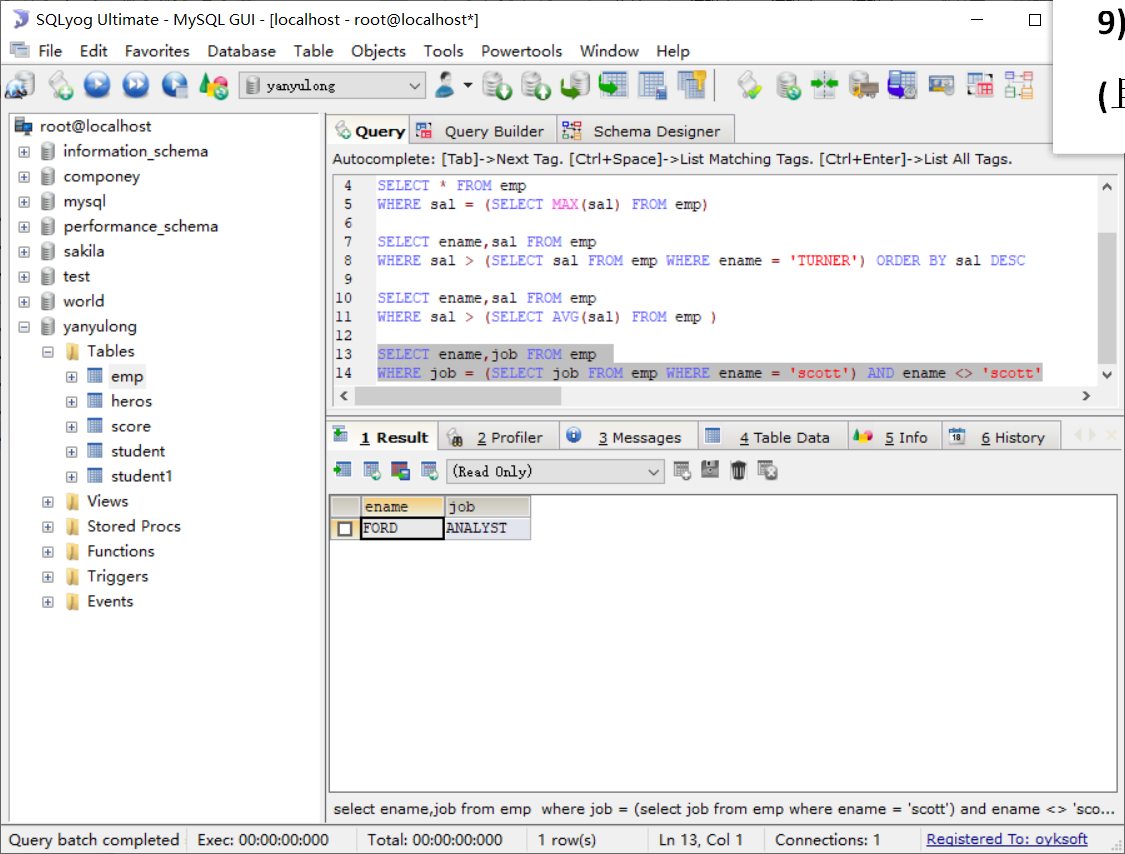 SQLyog Ultimate - MySQL GUI - [localhost - root@localhost*]
9)
File Edit Favorites Database Table Objects Tools Powertools Window Help
yanyulong
(
root@localhost
information_schema
componey
mysql
performance_schema
sakila
test
world
yanyulong
Tables
emp
heros
score
student
student1
Views
Stored Procs
Functions
Triggers
Events
Query Query Builder Schema Designer
Autocomplete: [Tab]->Next Tag. [Ctrl+Space]->List Matching Tags. [Ctrl+Enter]->List All Tags.
4 SELECT * FROM emp
5 WHERE sal = (SELECT MAX(sal) FROM emp)
6
7 SELECT ename,sal FROM emp
8 WHERE sal > (SELECT sal FROM emp WHERE ename = 'TURNER') ORDER BY sal DESC
9
10 SELECT ename,sal FROM emp
11 WHERE sal > (SELECT AVG(sal) FROM emp )
12
13 SELECT ename,job FROM emp
14 WHERE job = (SELECT job FROM emp WHERE ename = 'scott') AND ename <> 'scott'
1 Result 2 Profiler 3 Messages 4 Table Data 5 Info 18 6 History
(Read Only)
ename job
FORD ANALYST
select ename,job from emp where job = (select job from emp where ename = 'scott') and ename <> 'sco...
Query batch completed Exec: 00:00:00:000 Total: 00:00:00:000 1 row(s) Ln 13, Col 1 Connections: 1 Registered To: oyksoft